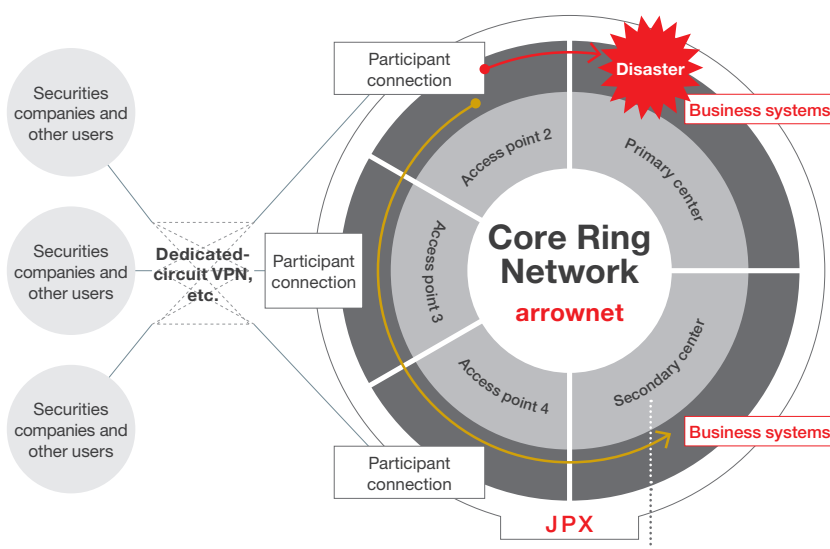 Securities
companies and
other users
Participant
connection
Disaster
Business systems
Access point 2
Primary center
Securities
companies and
other users
Dedicated-
circuit VPN,
etc.
Participant
connection
Access point 3
Core Ring
Network
arrownet
Securities
companies and
other users
Participant
connection
Access point 4
Secondary center
Business systems
JPX